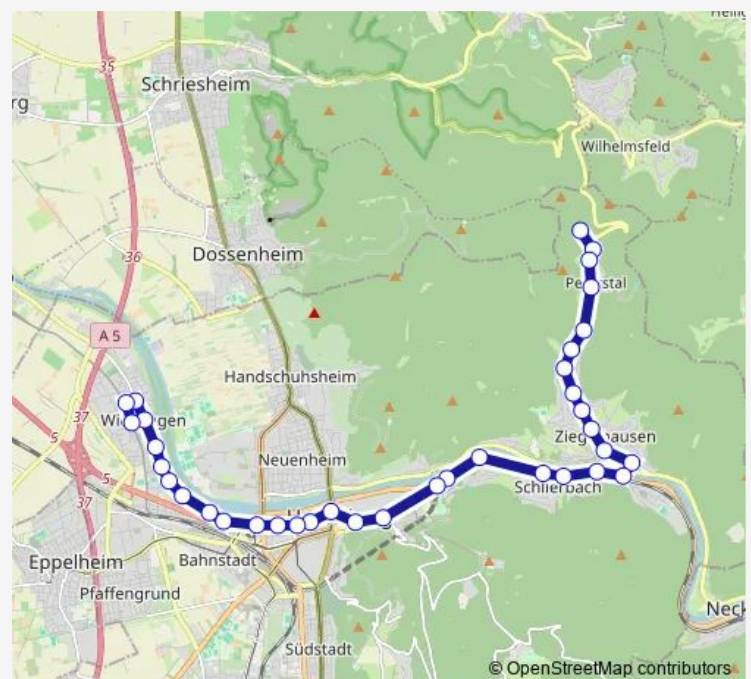 35
Schriesheim
rg
Wilhelmsfeld
36
Dossenheim
A 5
Handschuhsheim
37
5
Neuenheim
5
37
Schlierbach
Eppelheim
Bahnstadt
Pfaffengrund
Neck
Südstadt
© OpenStreetMap contributors